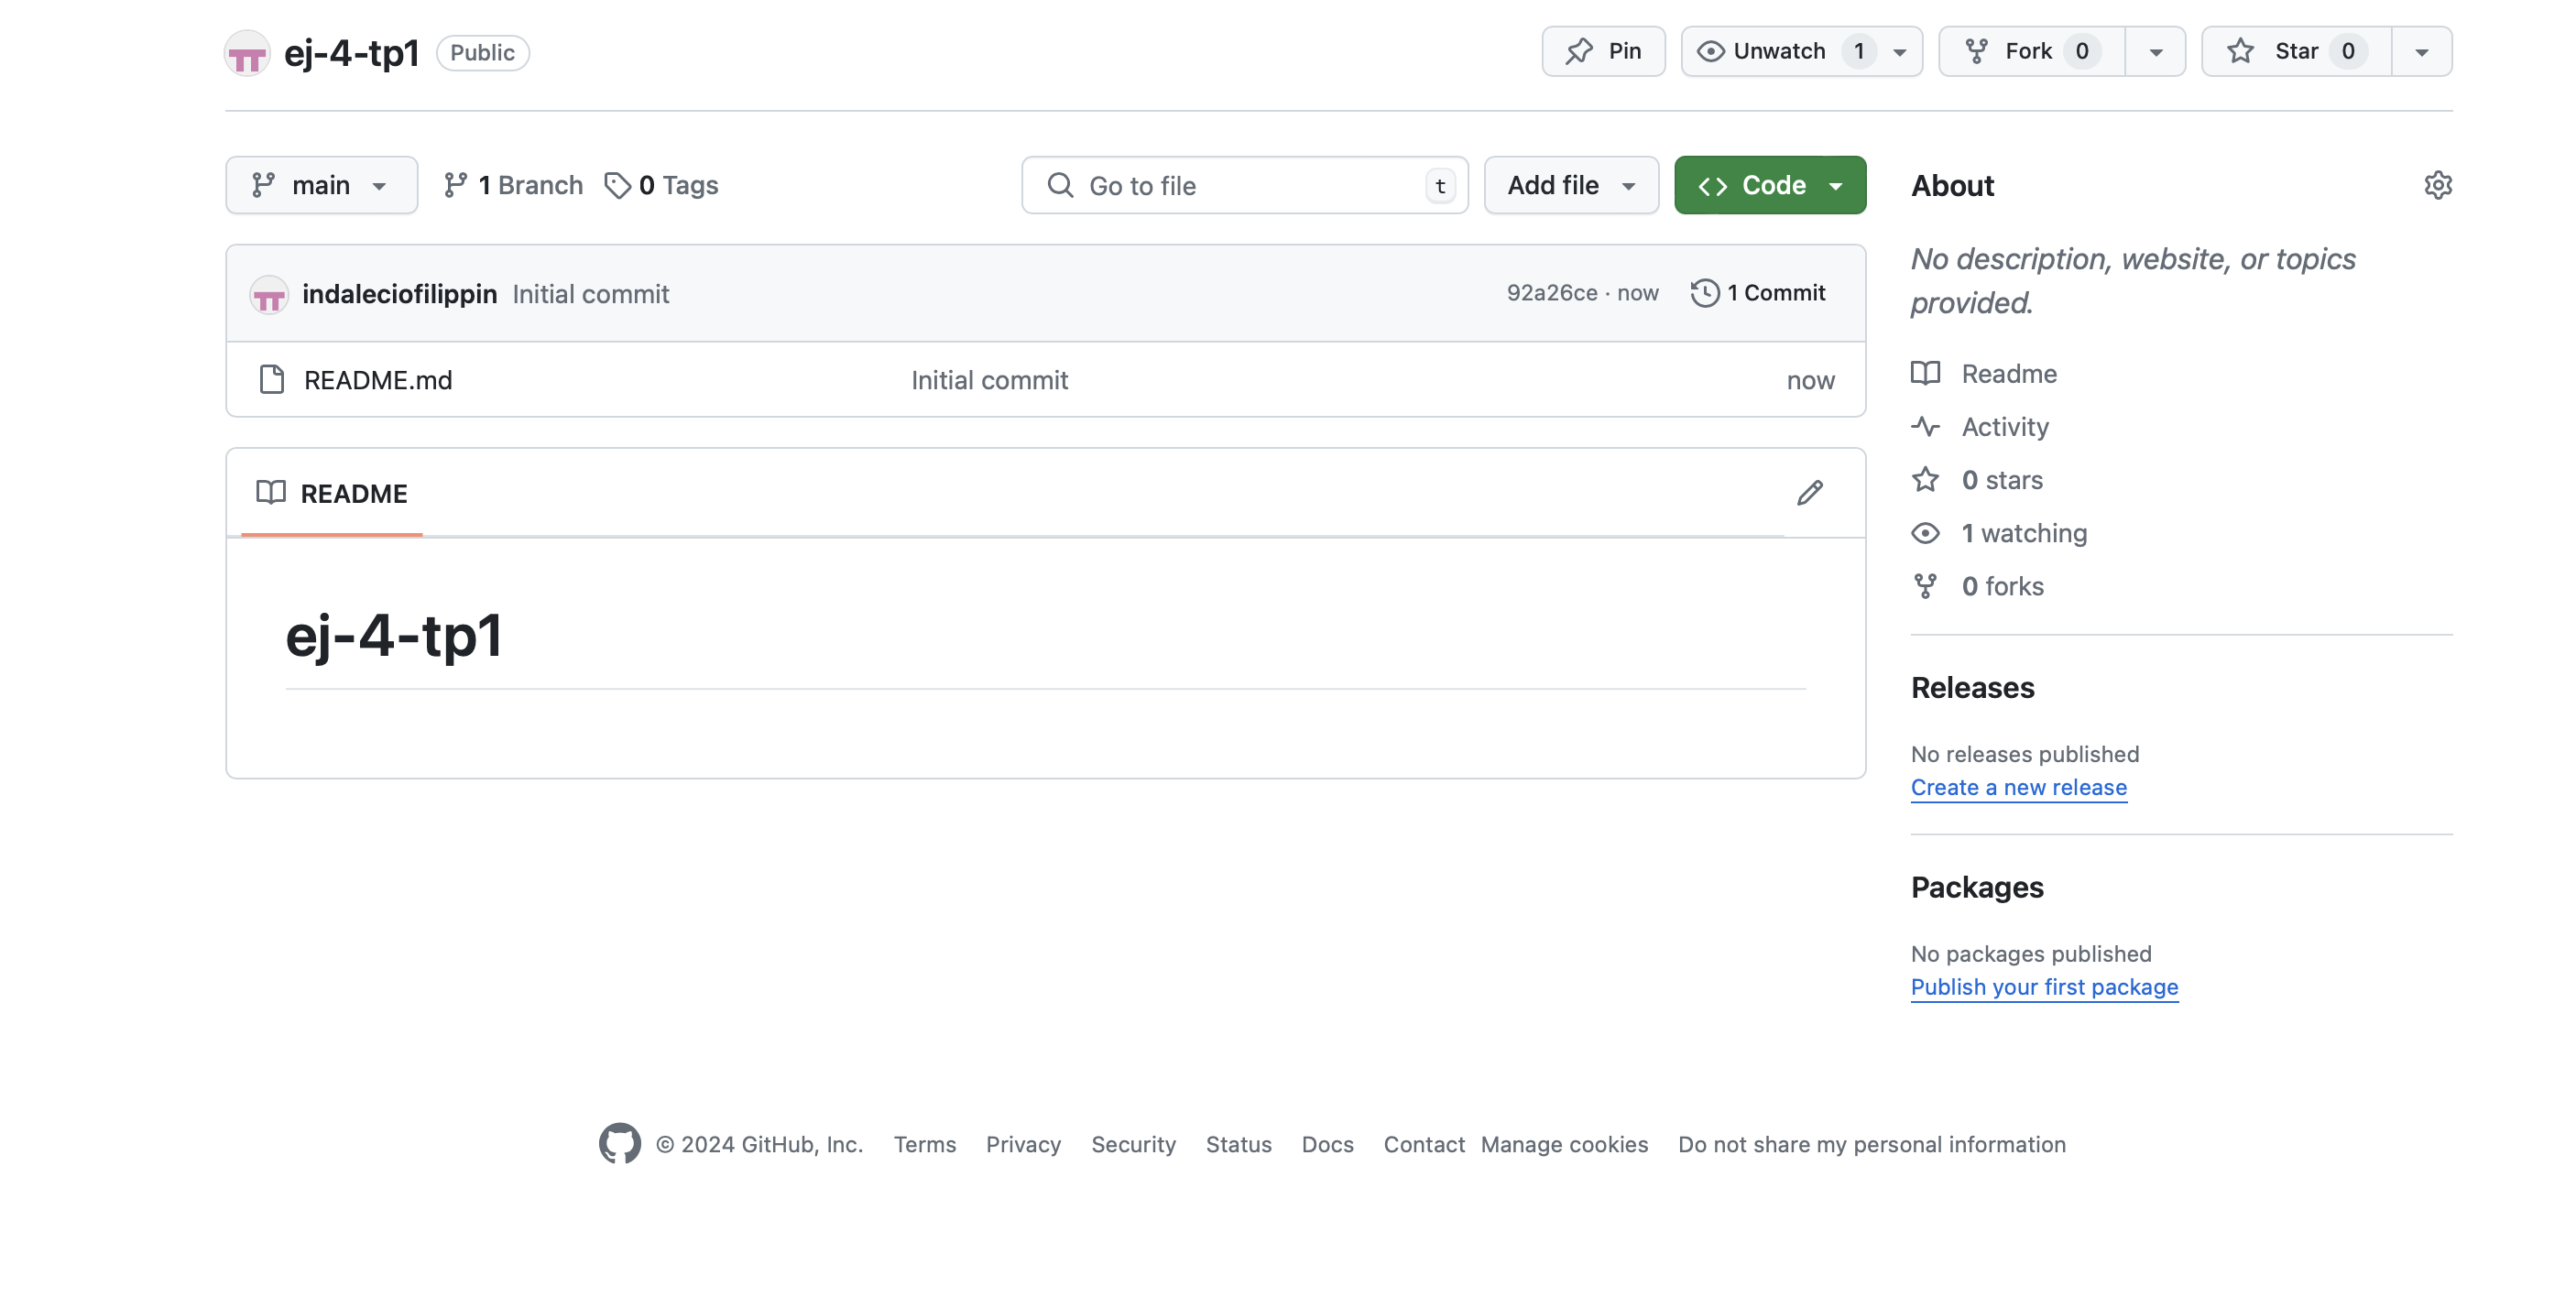 ej-4-tp1 Public Pin Unwatch 1 Fork 0 Star 0
main 1 Branch 0 Tags Go to file t Add file Code
indaleciofilippin Initial commit 92a26ce · now 1 Commit
README.md Initial commit now
README
ej-4-tp1
About
No description, website, or topics
provided.
Readme
Activity
0 stars
1 watching
0 forks
Releases
No releases published
Create a new release
Packages
No packages published
Publish your first package
© 2024 GitHub, Inc. Terms Privacy Security Status Docs Contact Manage cookies Do not share my personal information